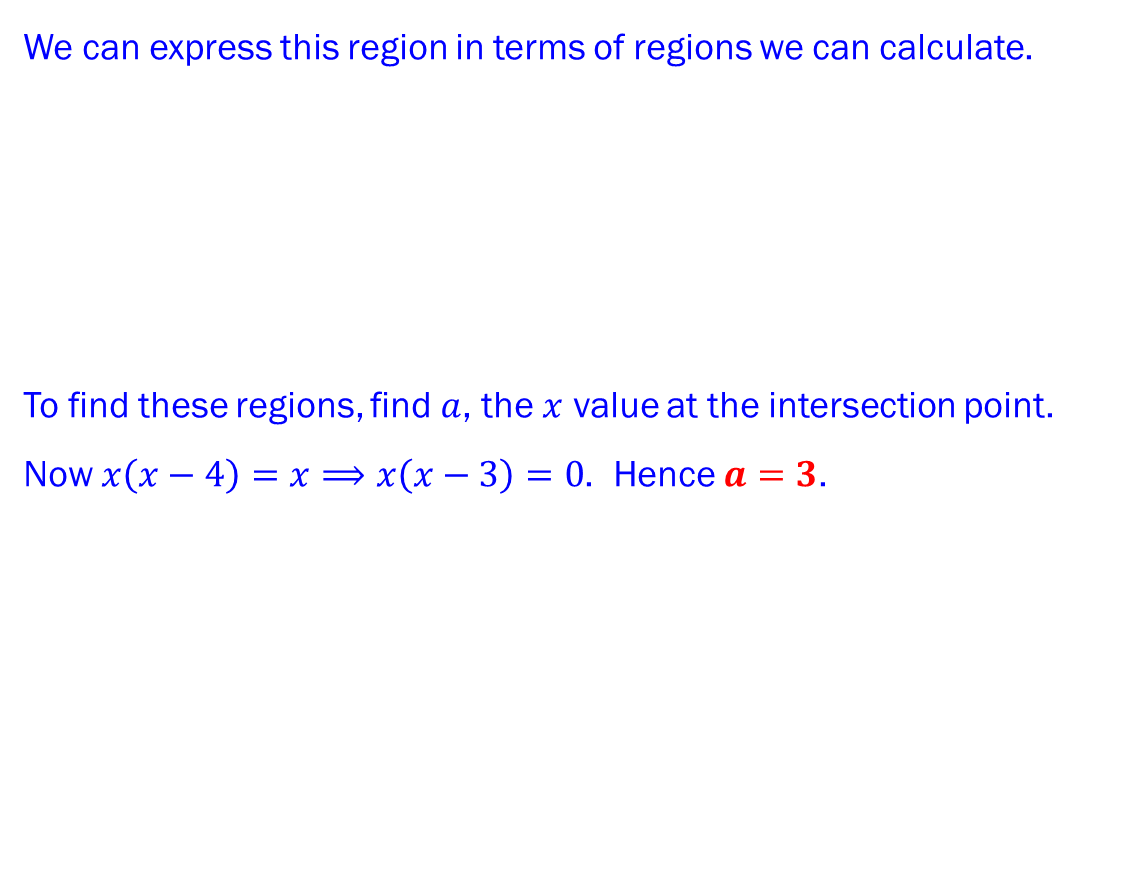 We can express this region in terms of regions we can calculate.
To find these regions, find a, the x value at the intersection point.
Now x(x − 4) = x ⟹ x(x − 3) = 0. Hence a = 3.